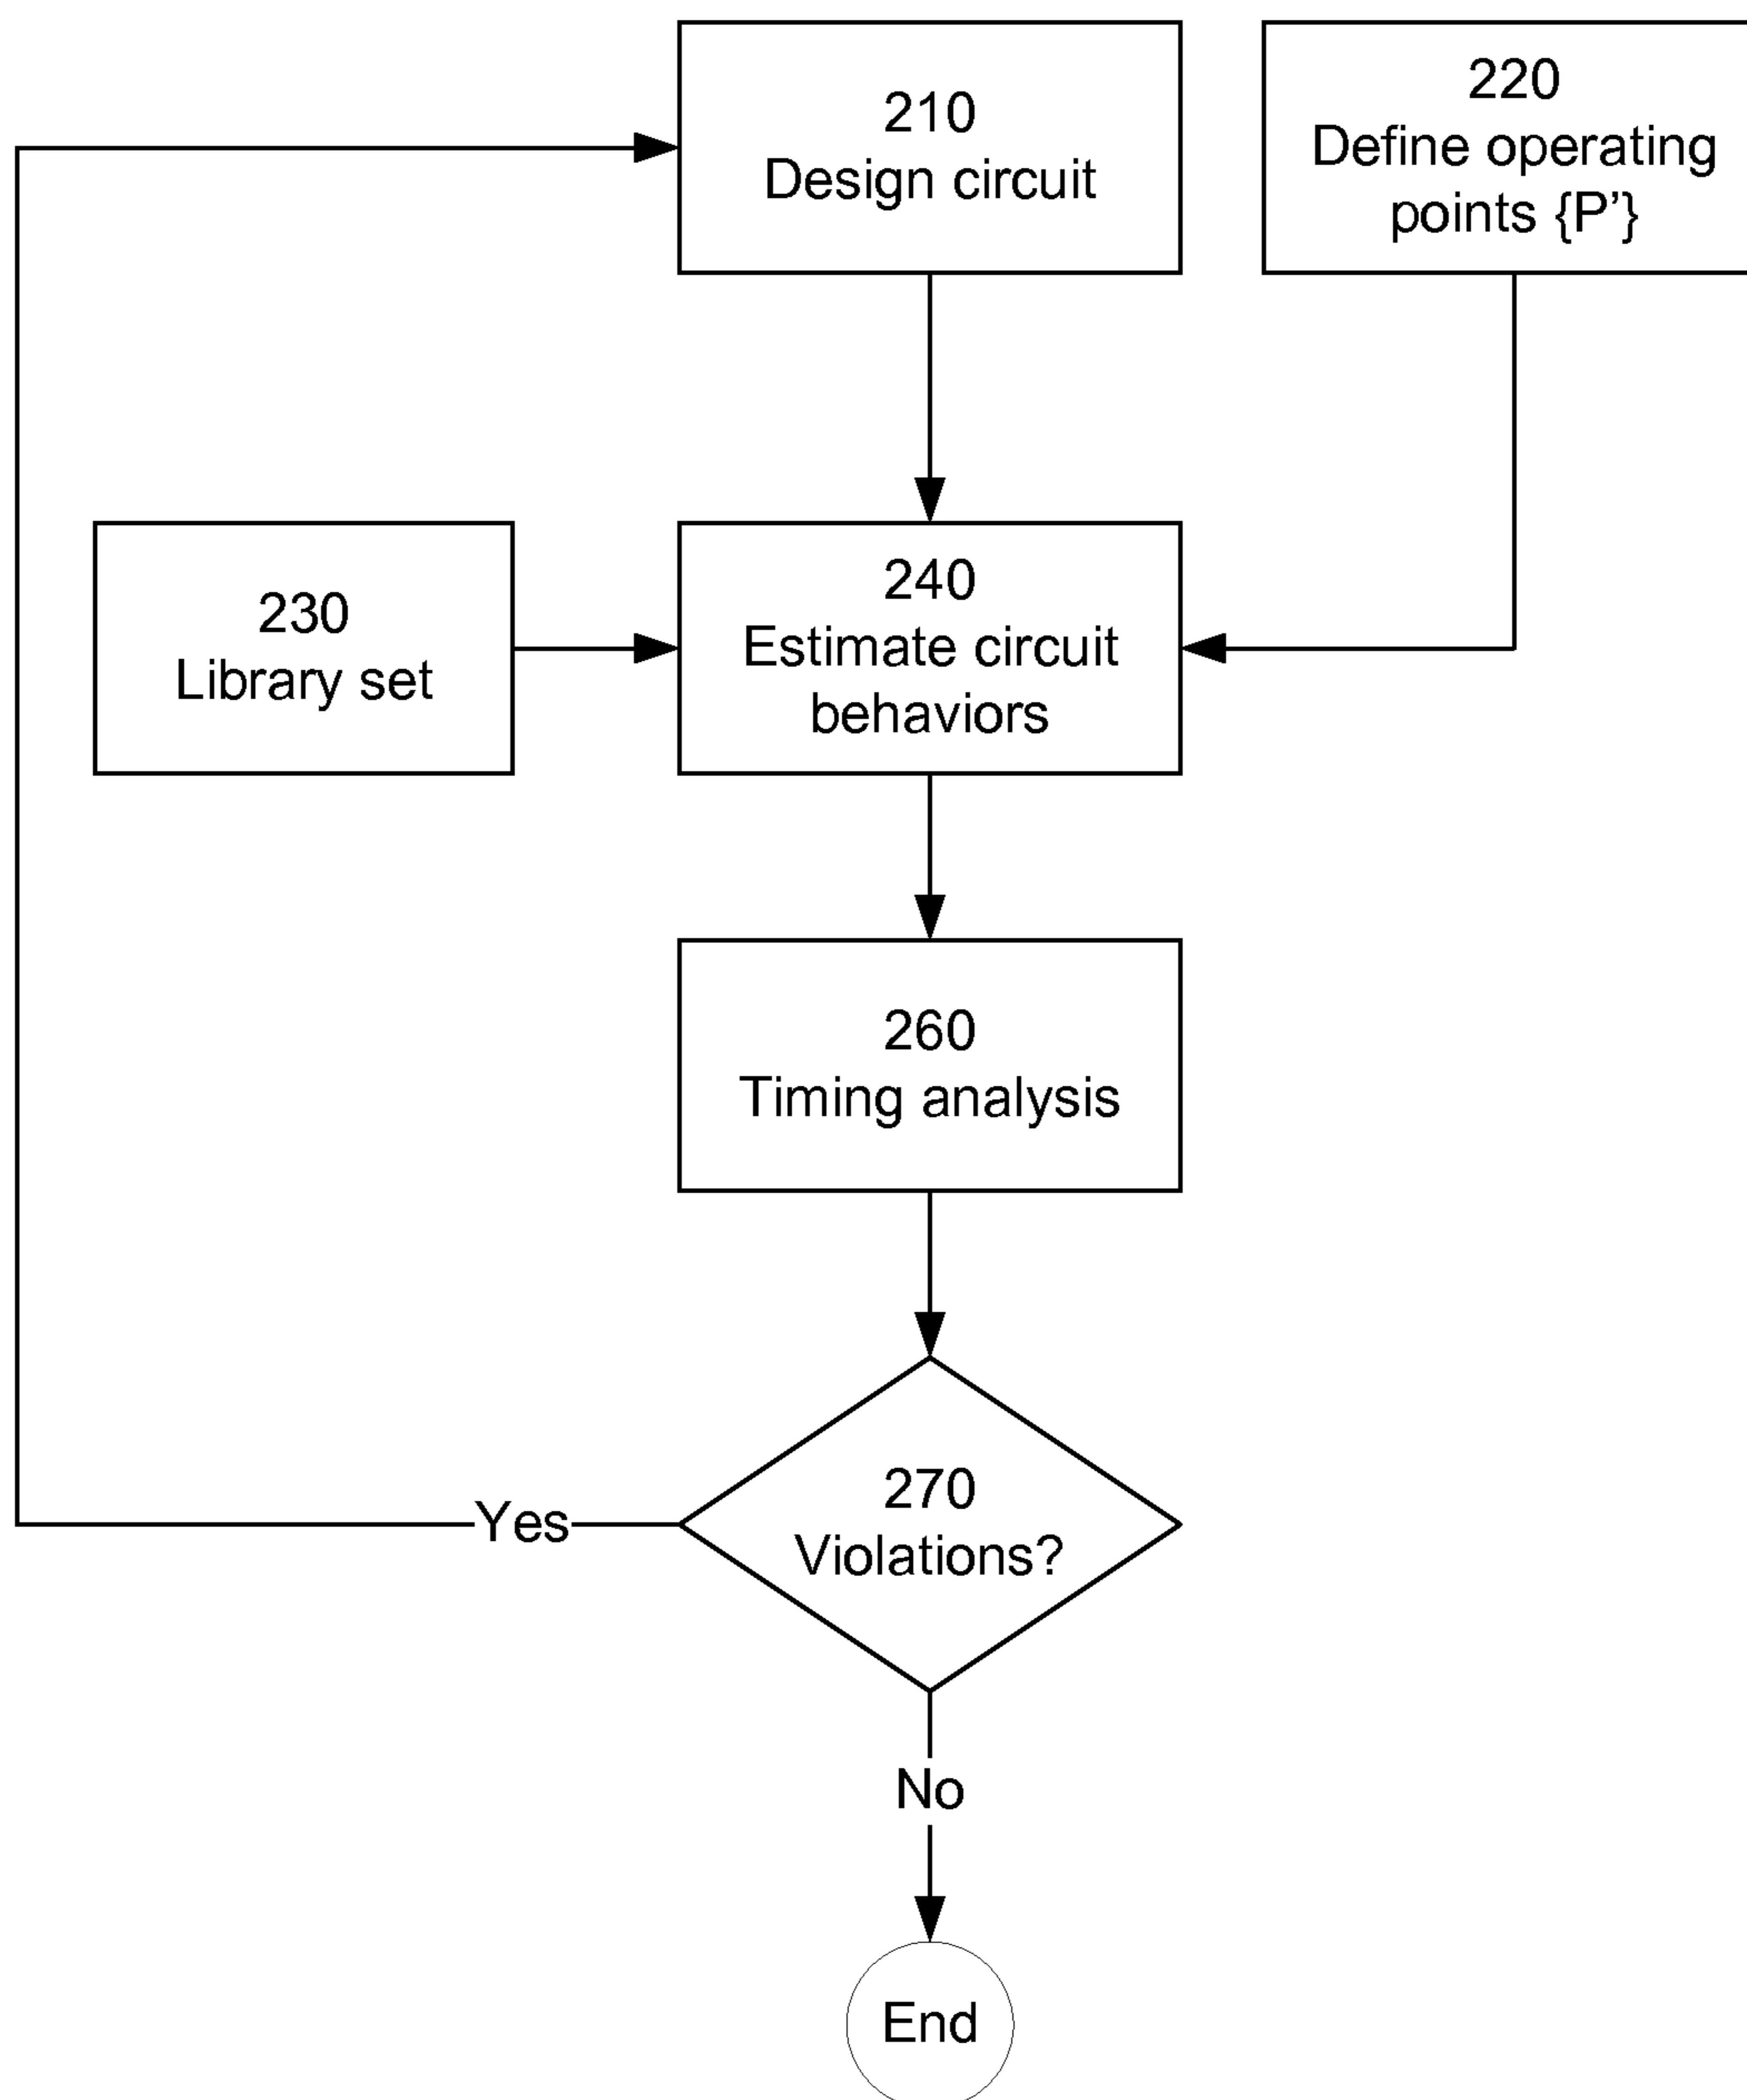 210
Design circuit
220
Define operating
points {P’}
230
Library set
240
Estimate circuit
behaviors
260
Timing analysis
270
Violations?
Yes
No
End